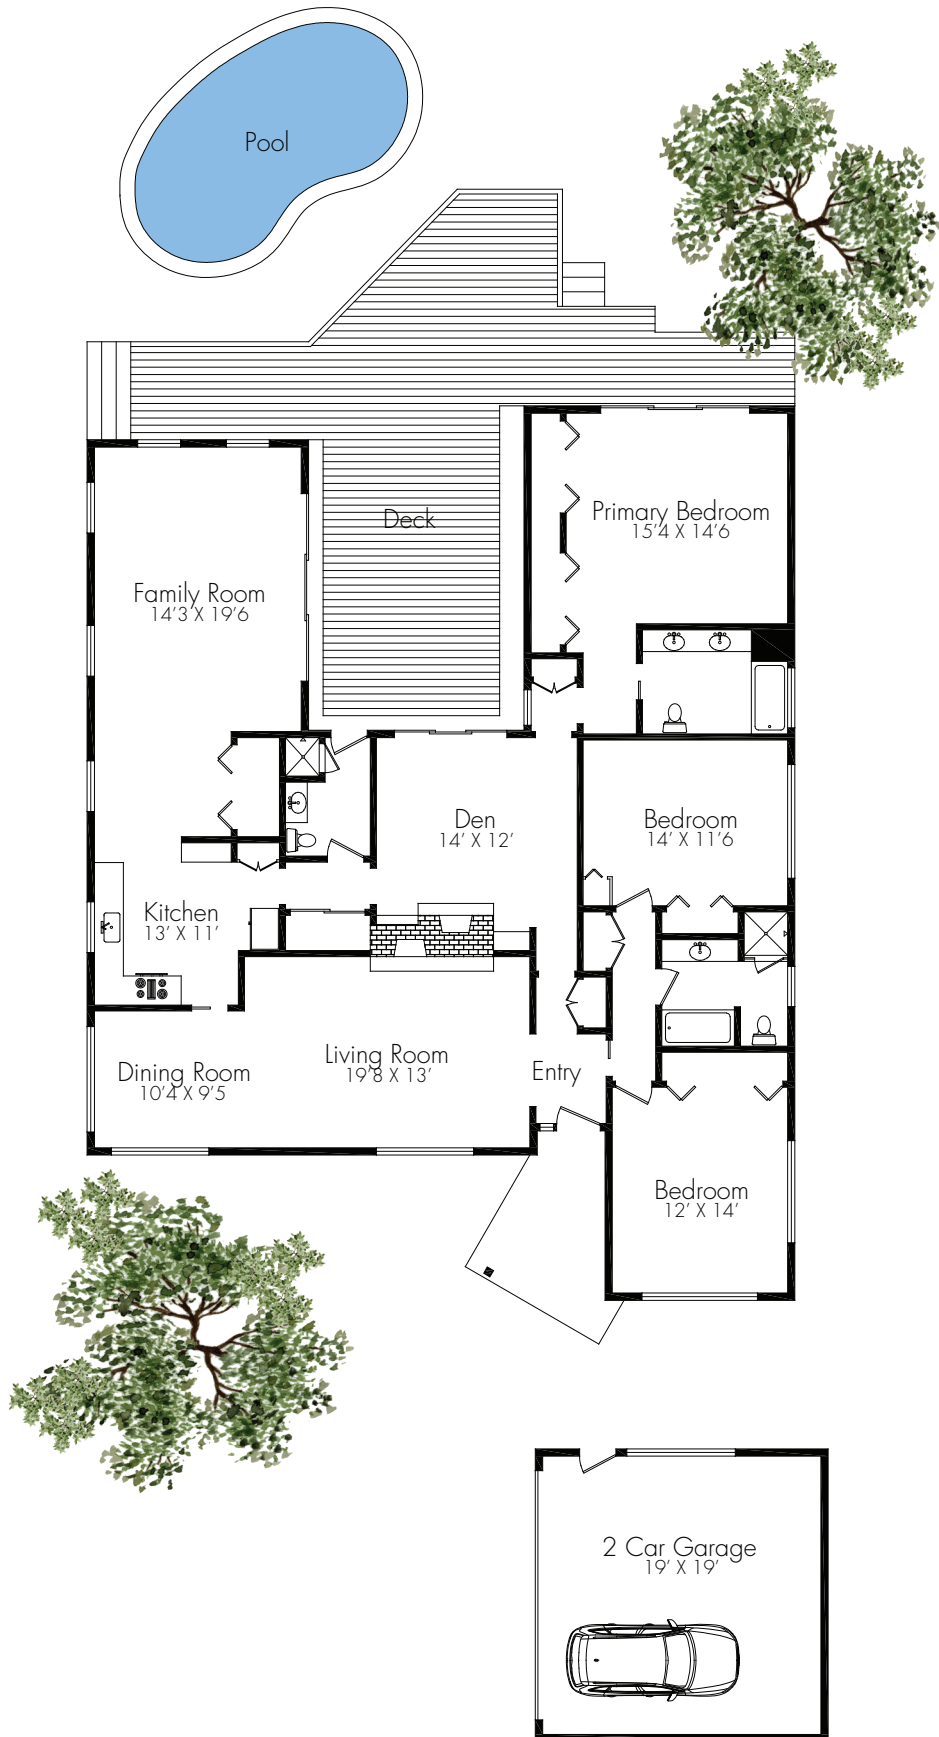 Pool
Deck
Primary Bedroom
15'4 X 14'6
Family Room
14'3 X 19'6
Den
14' X 12'
Bedroom
14' X 11'6
Kitchen
13' X 11'
Living Room
19'8 X 13'
Dining Room
10'4 X 9'5
Entry
Bedroom
12' X 14'
2 Car Garage
19' X 19'